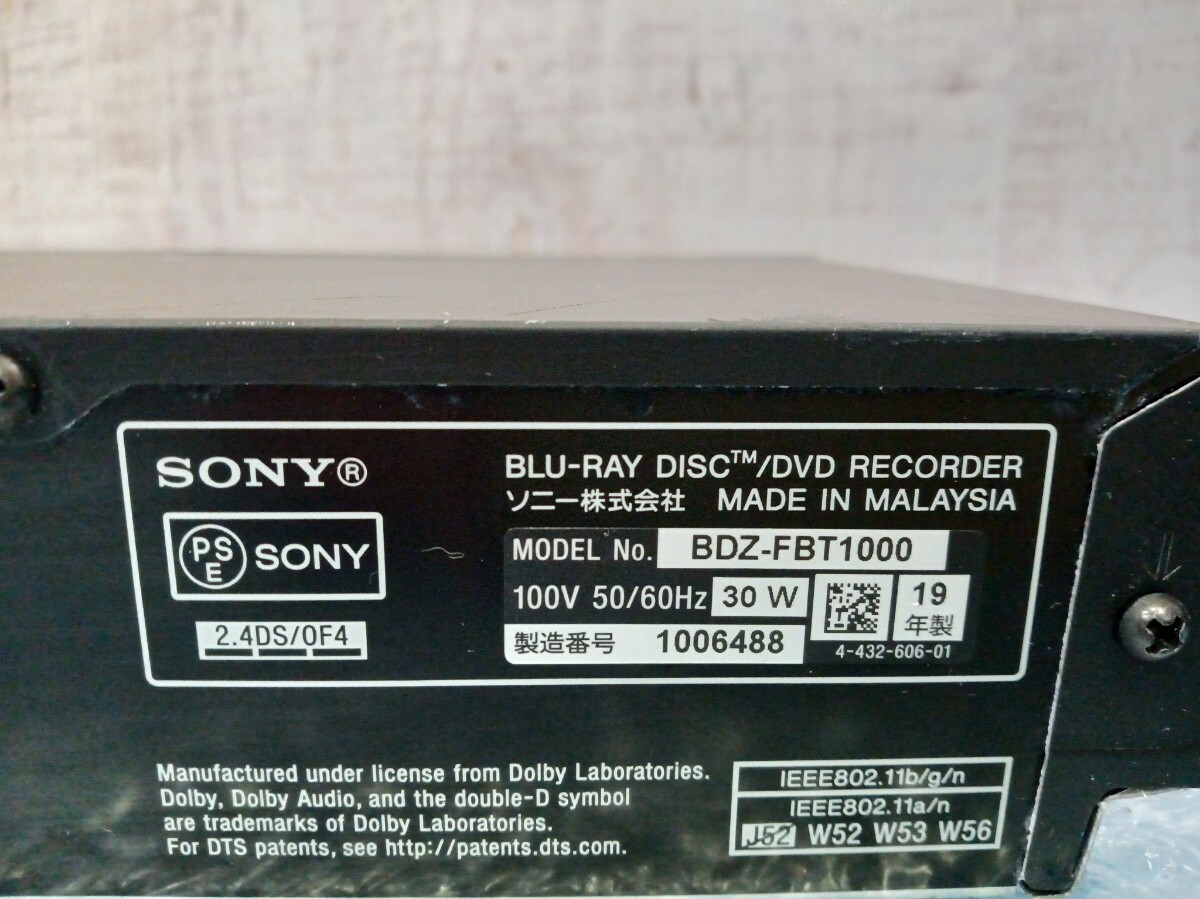 SONY®
BLU-RAY DISC™/DVD RECORDER
ソニー株式会社 MADE IN MALAYSIA
PSE SONY
MODEL No. BDZ-FBT1000
100V 50/60Hz 30 W
19
年製
2.4DS/OF4
製造番号 1006488
4-432-606-01
Manufactured under license from Dolby Laboratories.
Dolby, Dolby Audio, and the double-D symbol
are trademarks of Dolby Laboratories.
For DTS patents, see http://patents.dts.com.
IEEE802.11b/g/n
IEEE802.11a/n
J52 W52 W53 W56